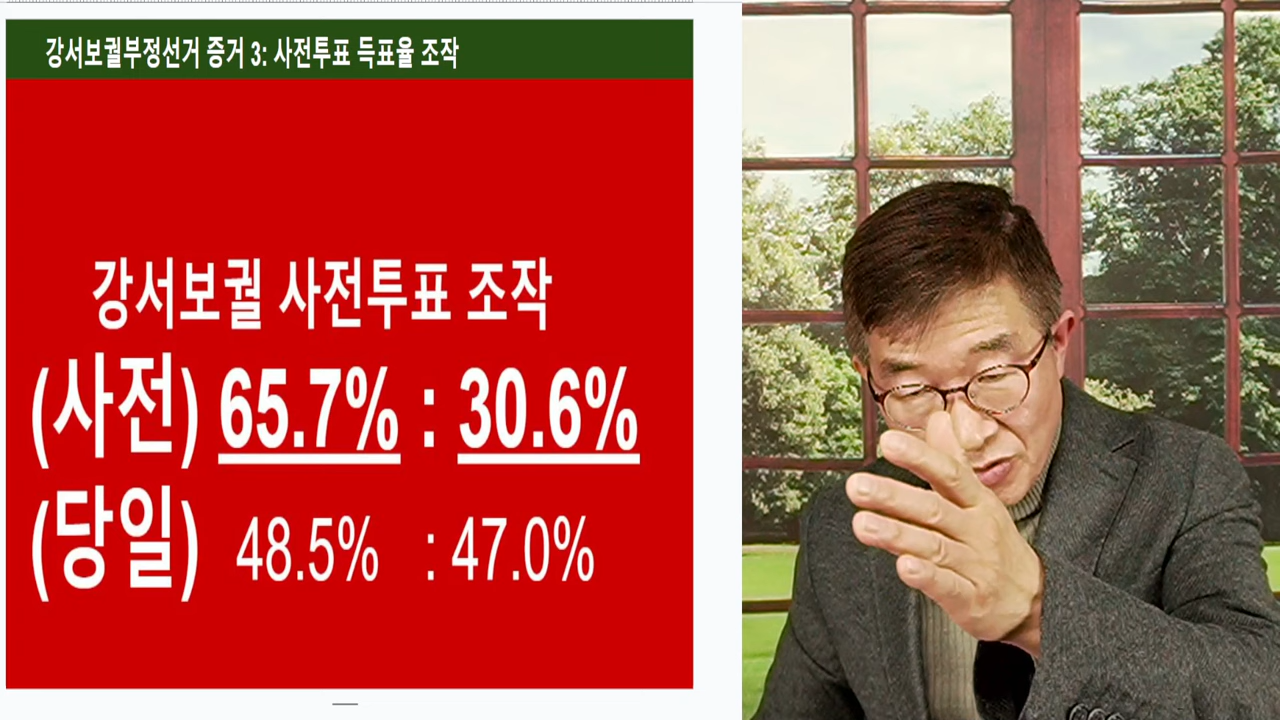 강서보궐부정선거 증거 3: 사전투표 득표율 조작
강서보궐 사전투표 조작
(사전) 65.7% : 30.6%
(당일) 48.5% : 47.0%